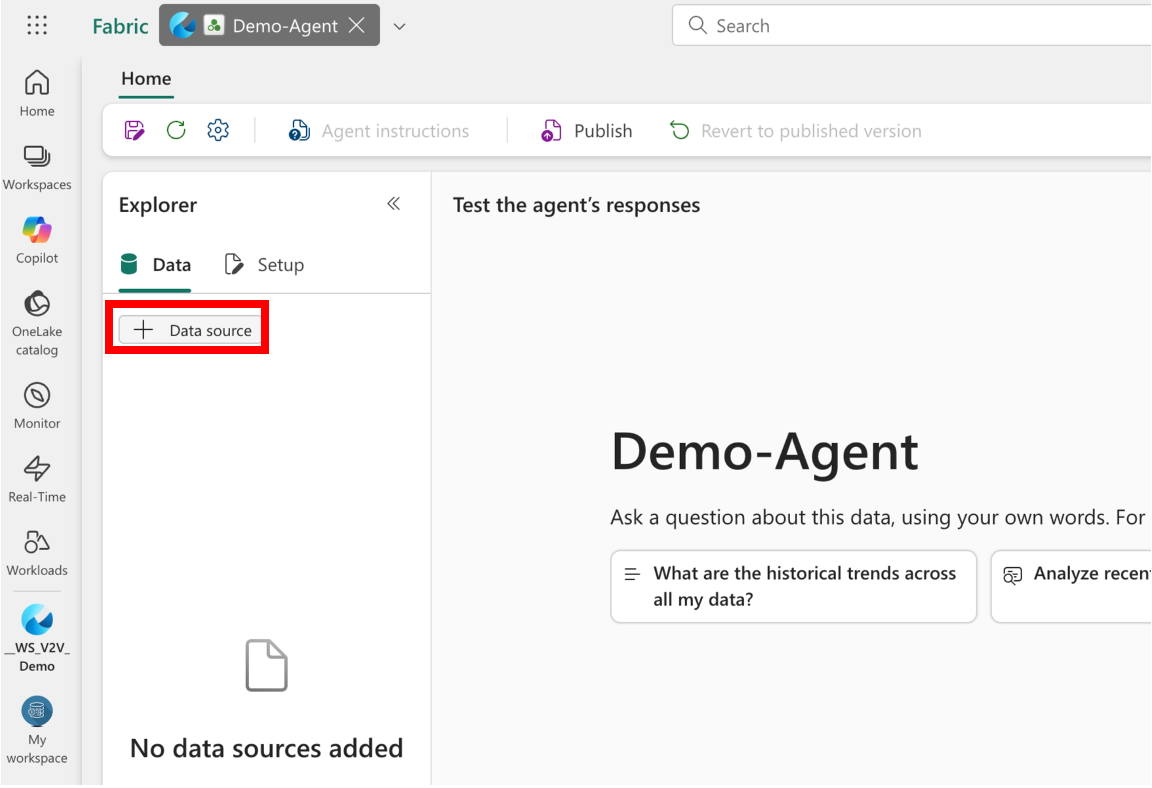 Fabric
Demo-Agent
Search
Home
Workspaces
Copilot
OneLake
catalog
Monitor
Real-Time
Workloads
__WS_V2V_
Demo
My
workspace
Home
Agent instructions
Publish
Revert to published version
Explorer
Data
Setup
Data source
No data sources added
Test the agent’s responses
Demo-Agent
Ask a question about this data, using your own words. For
What are the historical trends across
all my data?
Analyze recen